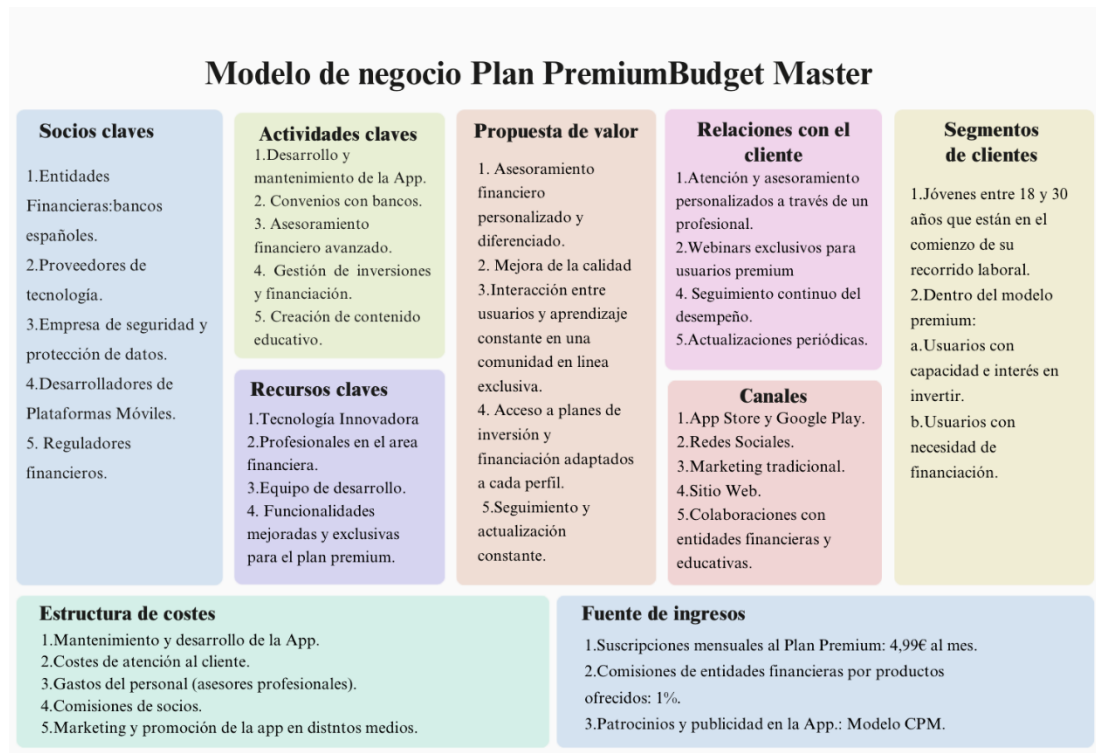 Modelo de negocio Plan PremiumBudget Master
Socios claves
1.Entidades
Financieras:bancos
españoles.
2.Proveedores de
tecnología.
3.Empresa de seguridad y
protección de datos.
4.Desarrolladores de
Plataformas Móviles.
5. Reguladores
financieros.
Actividades claves
1.Desarrollo y
mantenimiento de la App.
2. Convenios con bancos.
3. Asesoramiento
financiero avanzado.
4. Gestión de inversiones
y financiación.
5. Creación de contenido
educativo.
Recursos claves
1.Tecnología Innovadora
2.Profesionales en el area
financiera.
3.Equipo de desarrollo.
4. Funcionalidades
mejoradas y exclusivas
para el plan premium.
Propuesta de valor
1. Asesoramiento
financiero
personalizado y
diferenciado.
2. Mejora de la calidad
3.Interacción entre
usuarios y aprendizaje
constante en una
comunidad en linea
exclusiva.
4. Acceso a planes de
inversión y
financiación adaptados
a cada perfil.
5.Seguimiento y
actualización
constante.
Relaciones con el
cliente
1.Atención y asesoramiento
personalizados a través de un
profesional.
2.Webinars exclusivos para
usuarios premium
4. Seguimiento continuo del
desempeño.
5.Actualizaciones periódicas.
Canales
1.App Store y Google Play.
2.Redes Sociales.
3.Marketing tradicional.
4.Sitio Web.
5.Colaboraciones con
entidades financieras y
educativas.
Segmentos
de clientes
1.Jóvenes entre 18 y 30
años que están en el
comienzo de su
recorrido laboral.
2.Dentro del modelo
premium:
a.Usuarios con
capacidad e interés en
invertir.
b.Usuarios con
necesidad de
financiación.
Estructura de costes
1.Mantenimiento y desarrollo de la App.
2.Costes de atención al cliente.
3.Gastos del personal (asesores profesionales).
4.Comisiones de socios.
5.Marketing y promoción de la app en distntos medios.
Fuente de ingresos
1.Suscripciones mensuales al Plan Premium: 4,99€ al mes.
2.Comisiones de entidades financieras por productos
ofrecidos: 1%.
3.Patrocinios y publicidad en la App.: Modelo CPM.